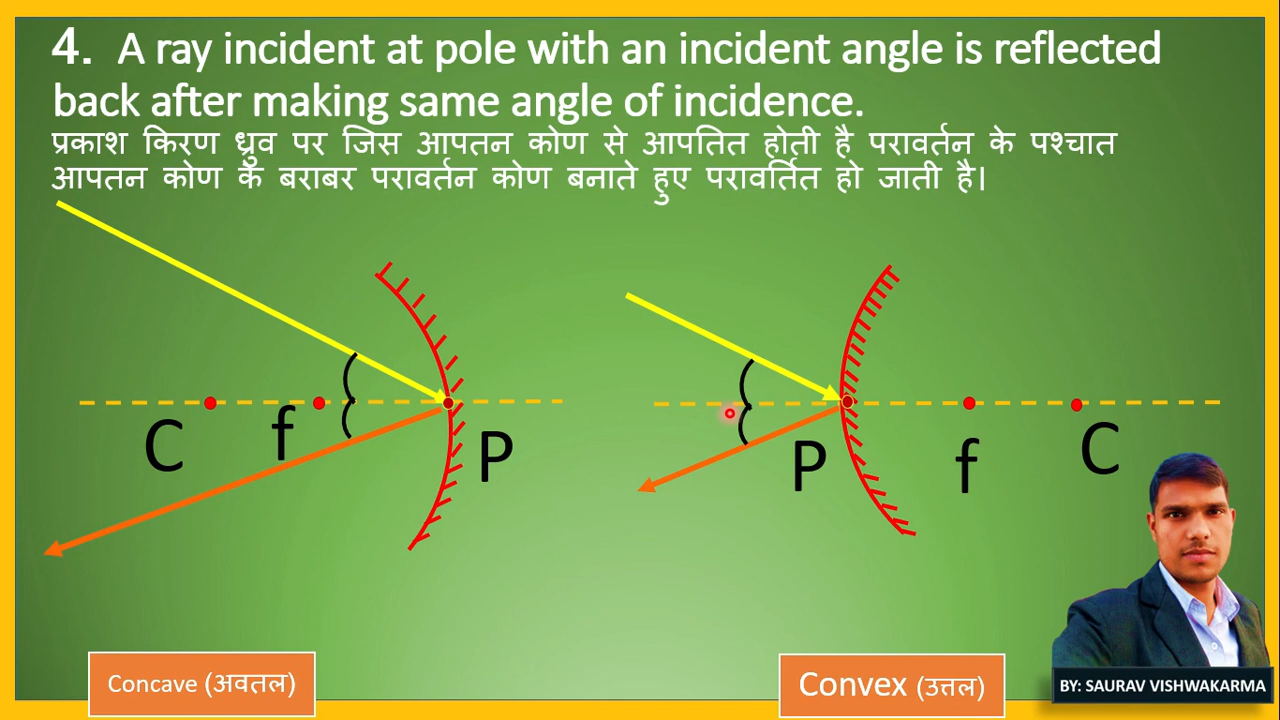 4. A ray incident at pole with an incident angle is reflected
back after making same angle of incidence.
प्रकाश किरण ध्रुव पर जिस आपतन कोण से आपतित होती है परावर्तन के पश्चात
आपतन कोण के बराबर परावर्तन कोण बनाते हुए परावर्तित हो जाती है।
C f P
P f C
Concave (अवतल)
Convex (उत्तल)
BY: SAURAV VISHWAKARMA